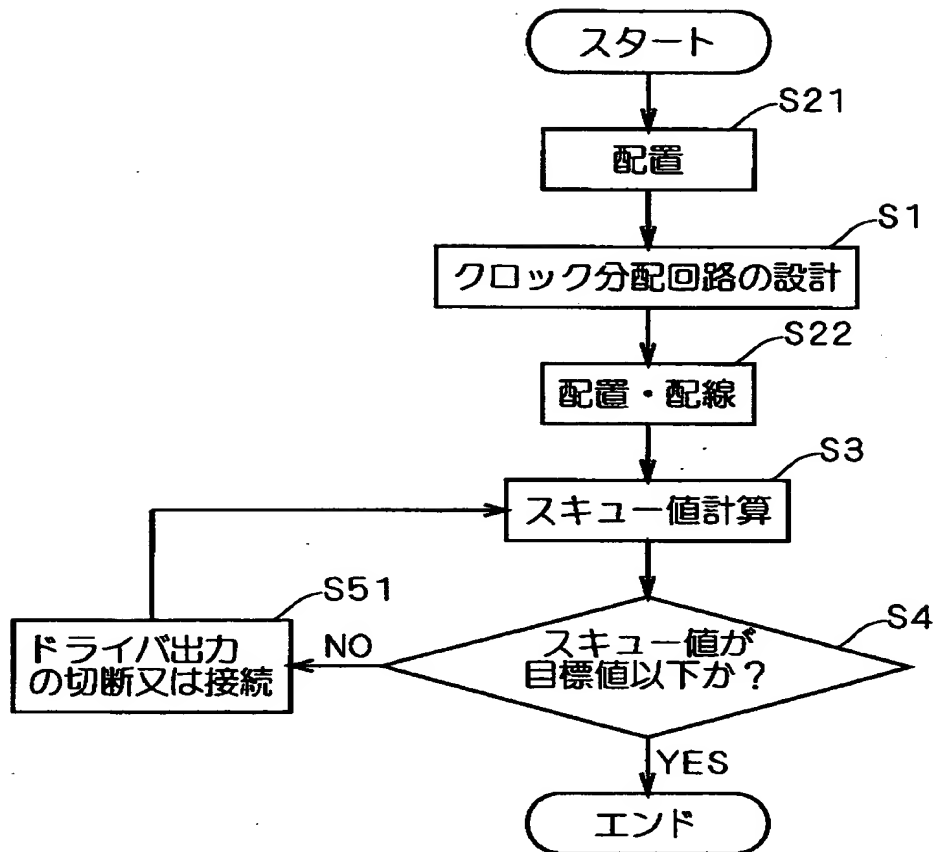 スタート
S21
配置
S1
クロック分配回路の設計
S22
配置・配線
S3
スキュー値計算
S51
ドライバ出力
の切断又は接続
NO
S4
スキュー値が
目標値以下か？
YES
エンド